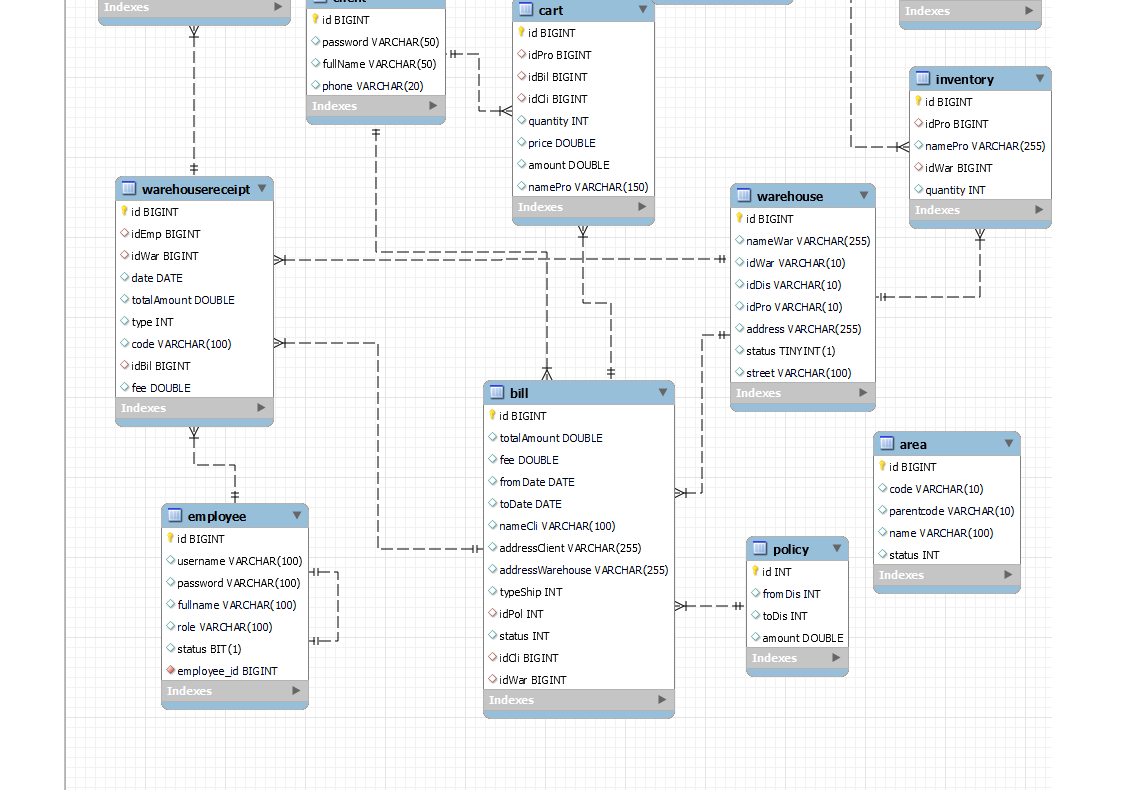 Indexes
client
id BIGINT
password VARCHAR(50)
fullName VARCHAR(50)
phone VARCHAR(20)
Indexes
cart
id BIGINT
idPro BIGINT
idBil BIGINT
idCli BIGINT
quantity INT
price DOUBLE
amount DOUBLE
namePro VARCHAR(150)
Indexes
Indexes
inventory
id BIGINT
idPro BIGINT
namePro VARCHAR(255)
idWar BIGINT
quantity INT
Indexes
warehousereceipt
id BIGINT
idEmp BIGINT
idWar BIGINT
date DATE
totalAmount DOUBLE
type INT
code VARCHAR(100)
idBil BIGINT
fee DOUBLE
Indexes
warehouse
id BIGINT
nameWar VARCHAR(255)
idWar VARCHAR(10)
idDis VARCHAR(10)
idPro VARCHAR(10)
address VARCHAR(255)
status TINYINT(1)
street VARCHAR(100)
Indexes
bill
id BIGINT
totalAmount DOUBLE
fee DOUBLE
fromDate DATE
toDate DATE
nameCli VARCHAR(100)
addressClient VARCHAR(255)
addressWarehouse VARCHAR(255)
typeShip INT
idPol INT
status INT
idCli BIGINT
idWar BIGINT
Indexes
area
id BIGINT
code VARCHAR(10)
parentcode VARCHAR(10)
name VARCHAR(100)
status INT
Indexes
employee
id BIGINT
username VARCHAR(100)
password VARCHAR(100)
fullname VARCHAR(100)
role VARCHAR(100)
status BIT(1)
employee_id BIGINT
Indexes
policy
id INT
fromDis INT
toDis INT
amount DOUBLE
Indexes